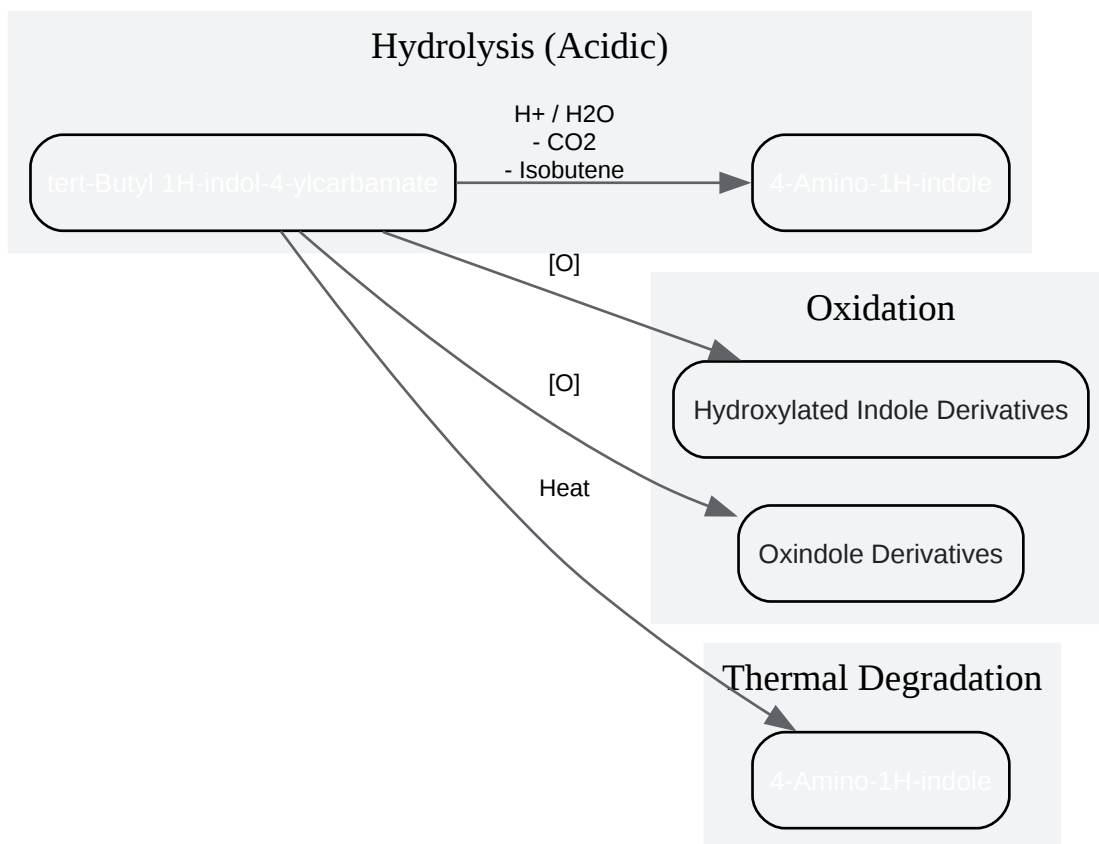 Hydrolysis (Acidic)
H+ / H2O
- CO2
- Isobutene
tert-Butyl 1H-indol-4-ylcarbamate
4-Amino-1H-indole
[O]
Oxidation
[O]
Hydroxylated Indole Derivatives
Heat
Oxindole Derivatives
Thermal Degradation
4-Amino-1H-indole